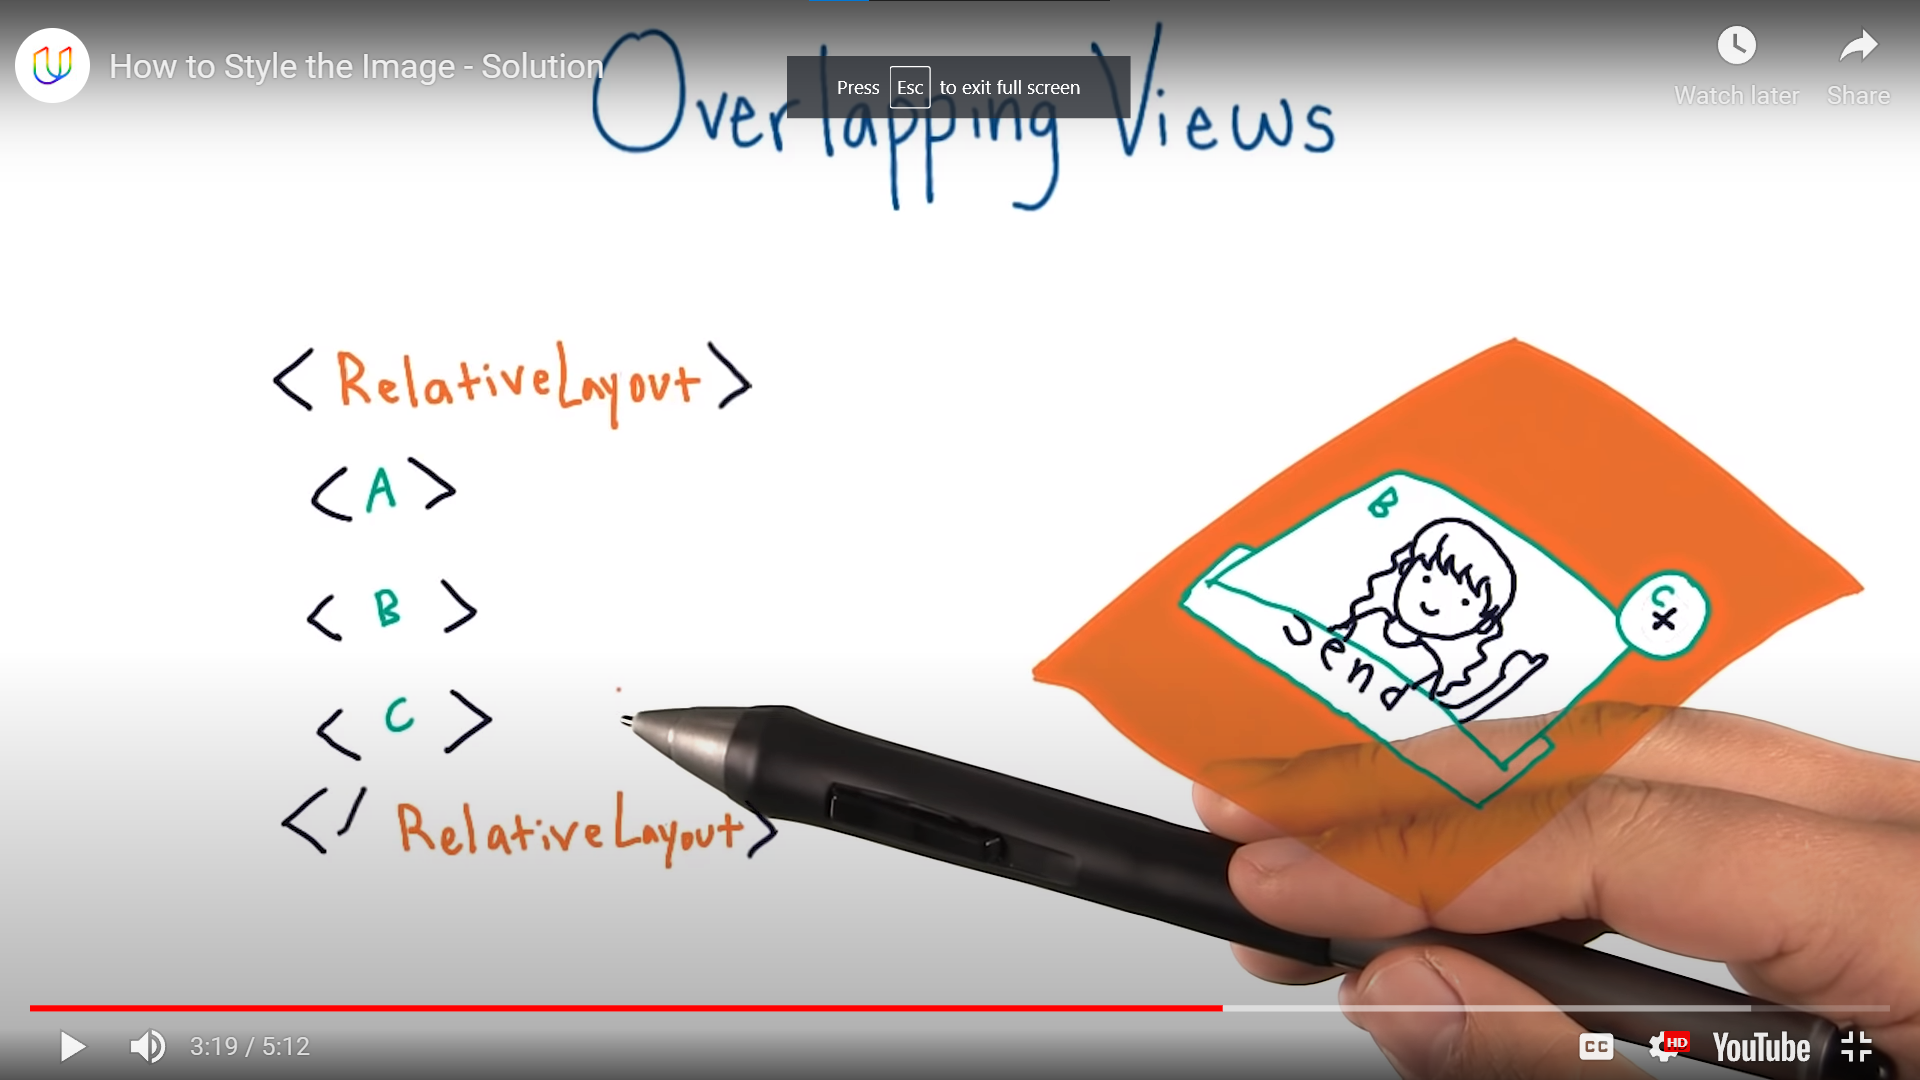 How to Style the Image - Solution
Press Esc to exit full screen
Watch later
Share
Overlapping Views
<RelativeLayout>
<A>
<B>
<C>
</RelativeLayout>
B
C
X
Send
3:19 / 5:12
CC
HD
YouTube